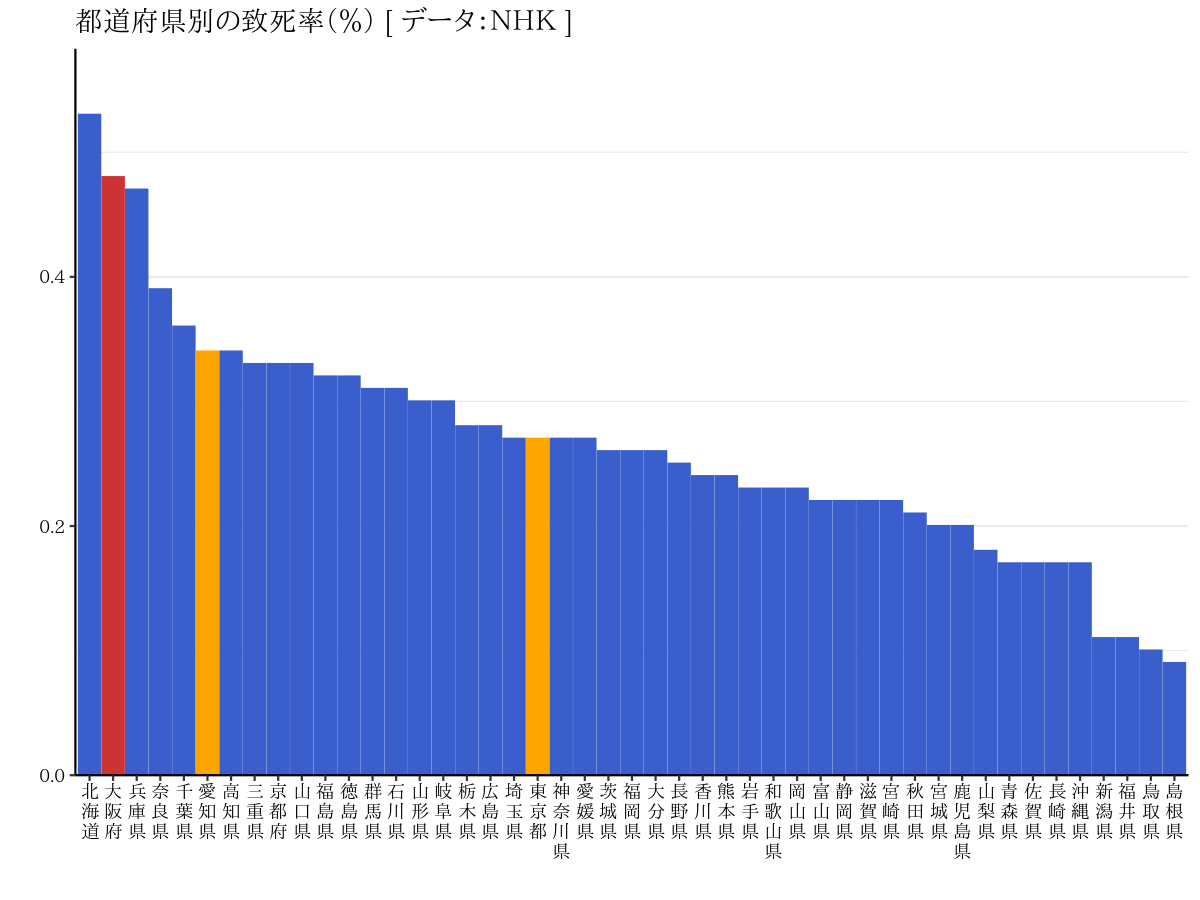 都道府県別の致死率(%) [ データ:NHK ]
0.4
0.2
0.0
北海道
大阪府
兵庫県
奈良県
千葉県
愛知県
高知県
三重県
京都府
山口県
福島県
徳島県
群馬県
石川県
山形県
岐阜県
栃木県
広島県
埼玉県
東京都
神奈川県
愛媛県
茨城県
福岡県
大分県
長野県
香川県
熊本県
岩手県
和歌山県
岡山県
富山県
静岡県
滋賀県
宮崎県
秋田県
宮城県
鹿児島県
山梨県
青森県
佐賀県
長崎県
沖縄県
新潟県
福井県
鳥取県
島根県